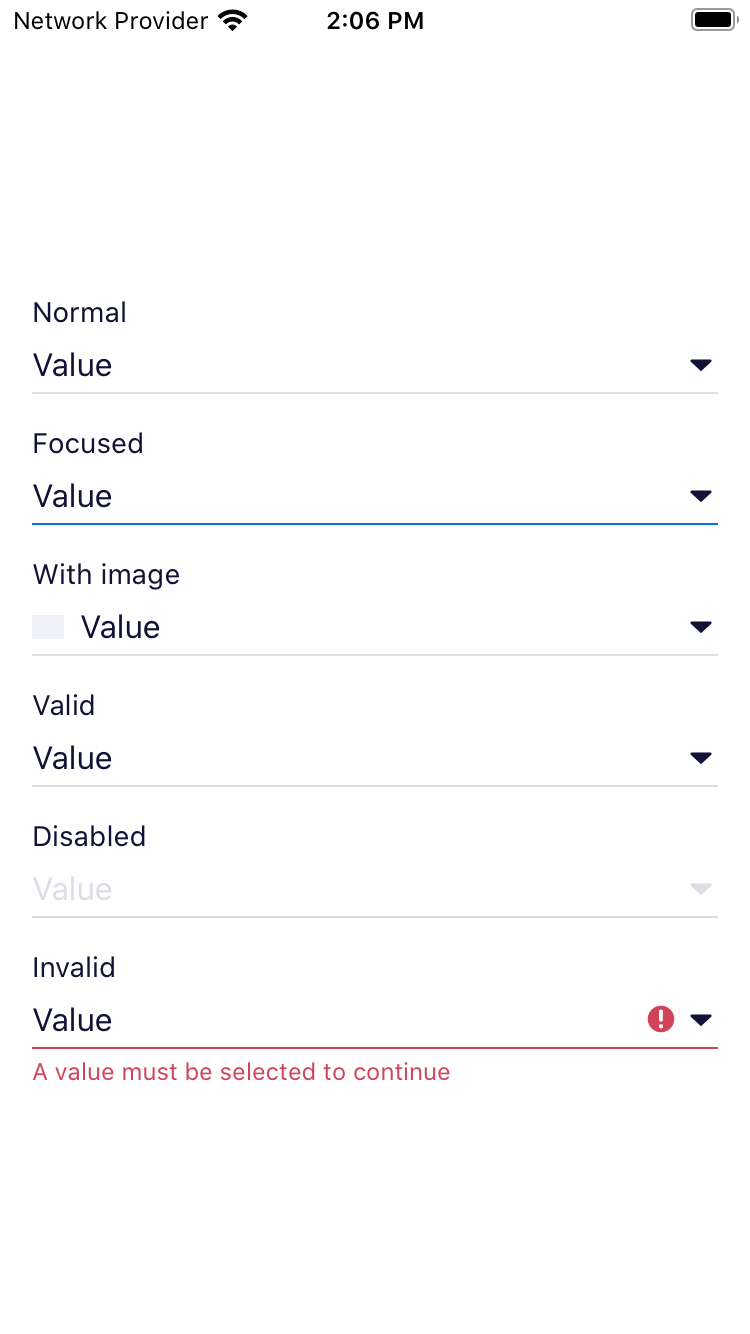 Network Provider 2:06 PM
Normal
Value
Focused
Value
With image
Value
Valid
Value
Disabled
Value
Invalid
Value
A value must be selected to continue